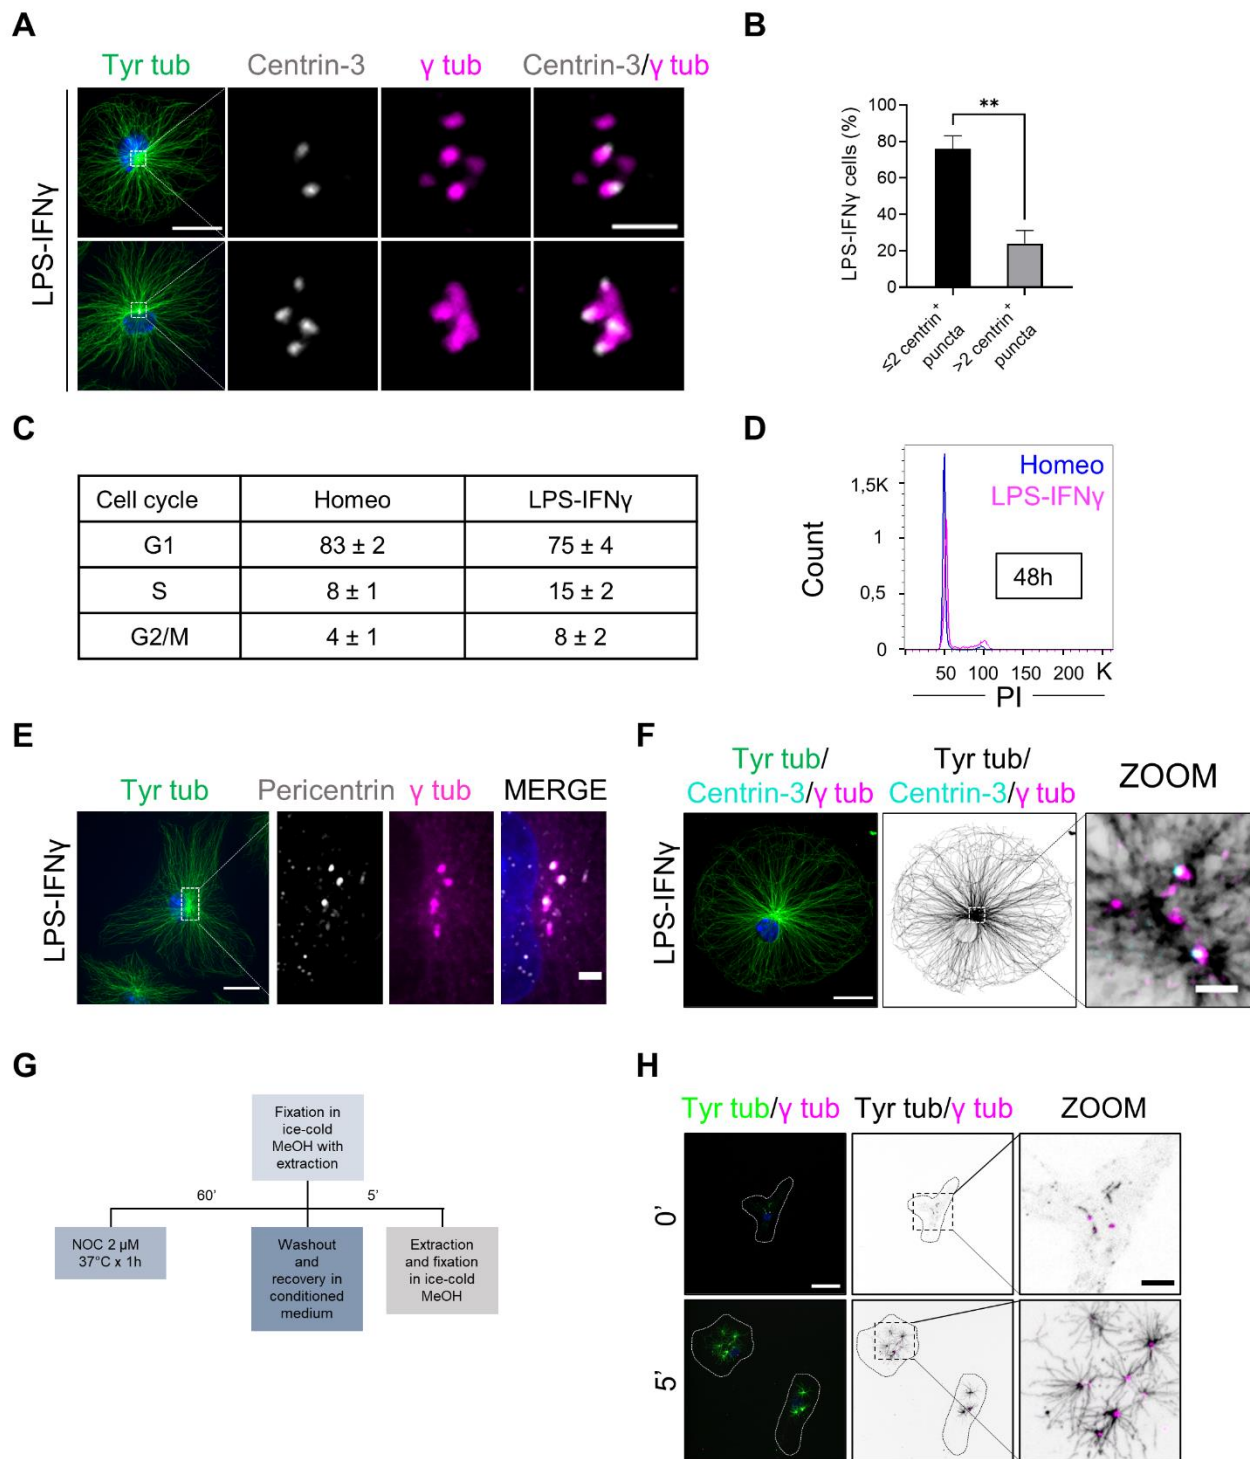 A
Tyr tub
Centrin-3
γ tub
Centrin-3/γ tub
LPS-IFNγ
B
LPS-IFNγ cells (%)
100
80
60
40
20
0
**
≤2 centrin⁺
puncta
>2 centrin⁺
puncta
C
Cell cycle
Homeo
LPS-IFNγ
G1
83 ± 2
75 ± 4
S
8 ± 1
15 ± 2
G2/M
4 ± 1
8 ± 2
D
Homeo
LPS-IFNγ
Count
1,5K
1
0,5
0
48h
50
100
150
200
K
PI
E
Tyr tub
Pericentrin
γ tub
MERGE
LPS-IFNγ
F
Tyr tub/
Centrin-3/γ tub
Tyr tub/
Centrin-3/γ tub
ZOOM
LPS-IFNγ
G
Fixation in
ice-cold
MeOH with
extraction
60'
5'
NOC 2 µM
37°C x 1h
Washout
and
recovery in
conditioned
medium
Extraction
and fixation
in ice-cold
MeOH
H
Tyr tub/γ tub
Tyr tub/γ tub
ZOOM
0'
5'